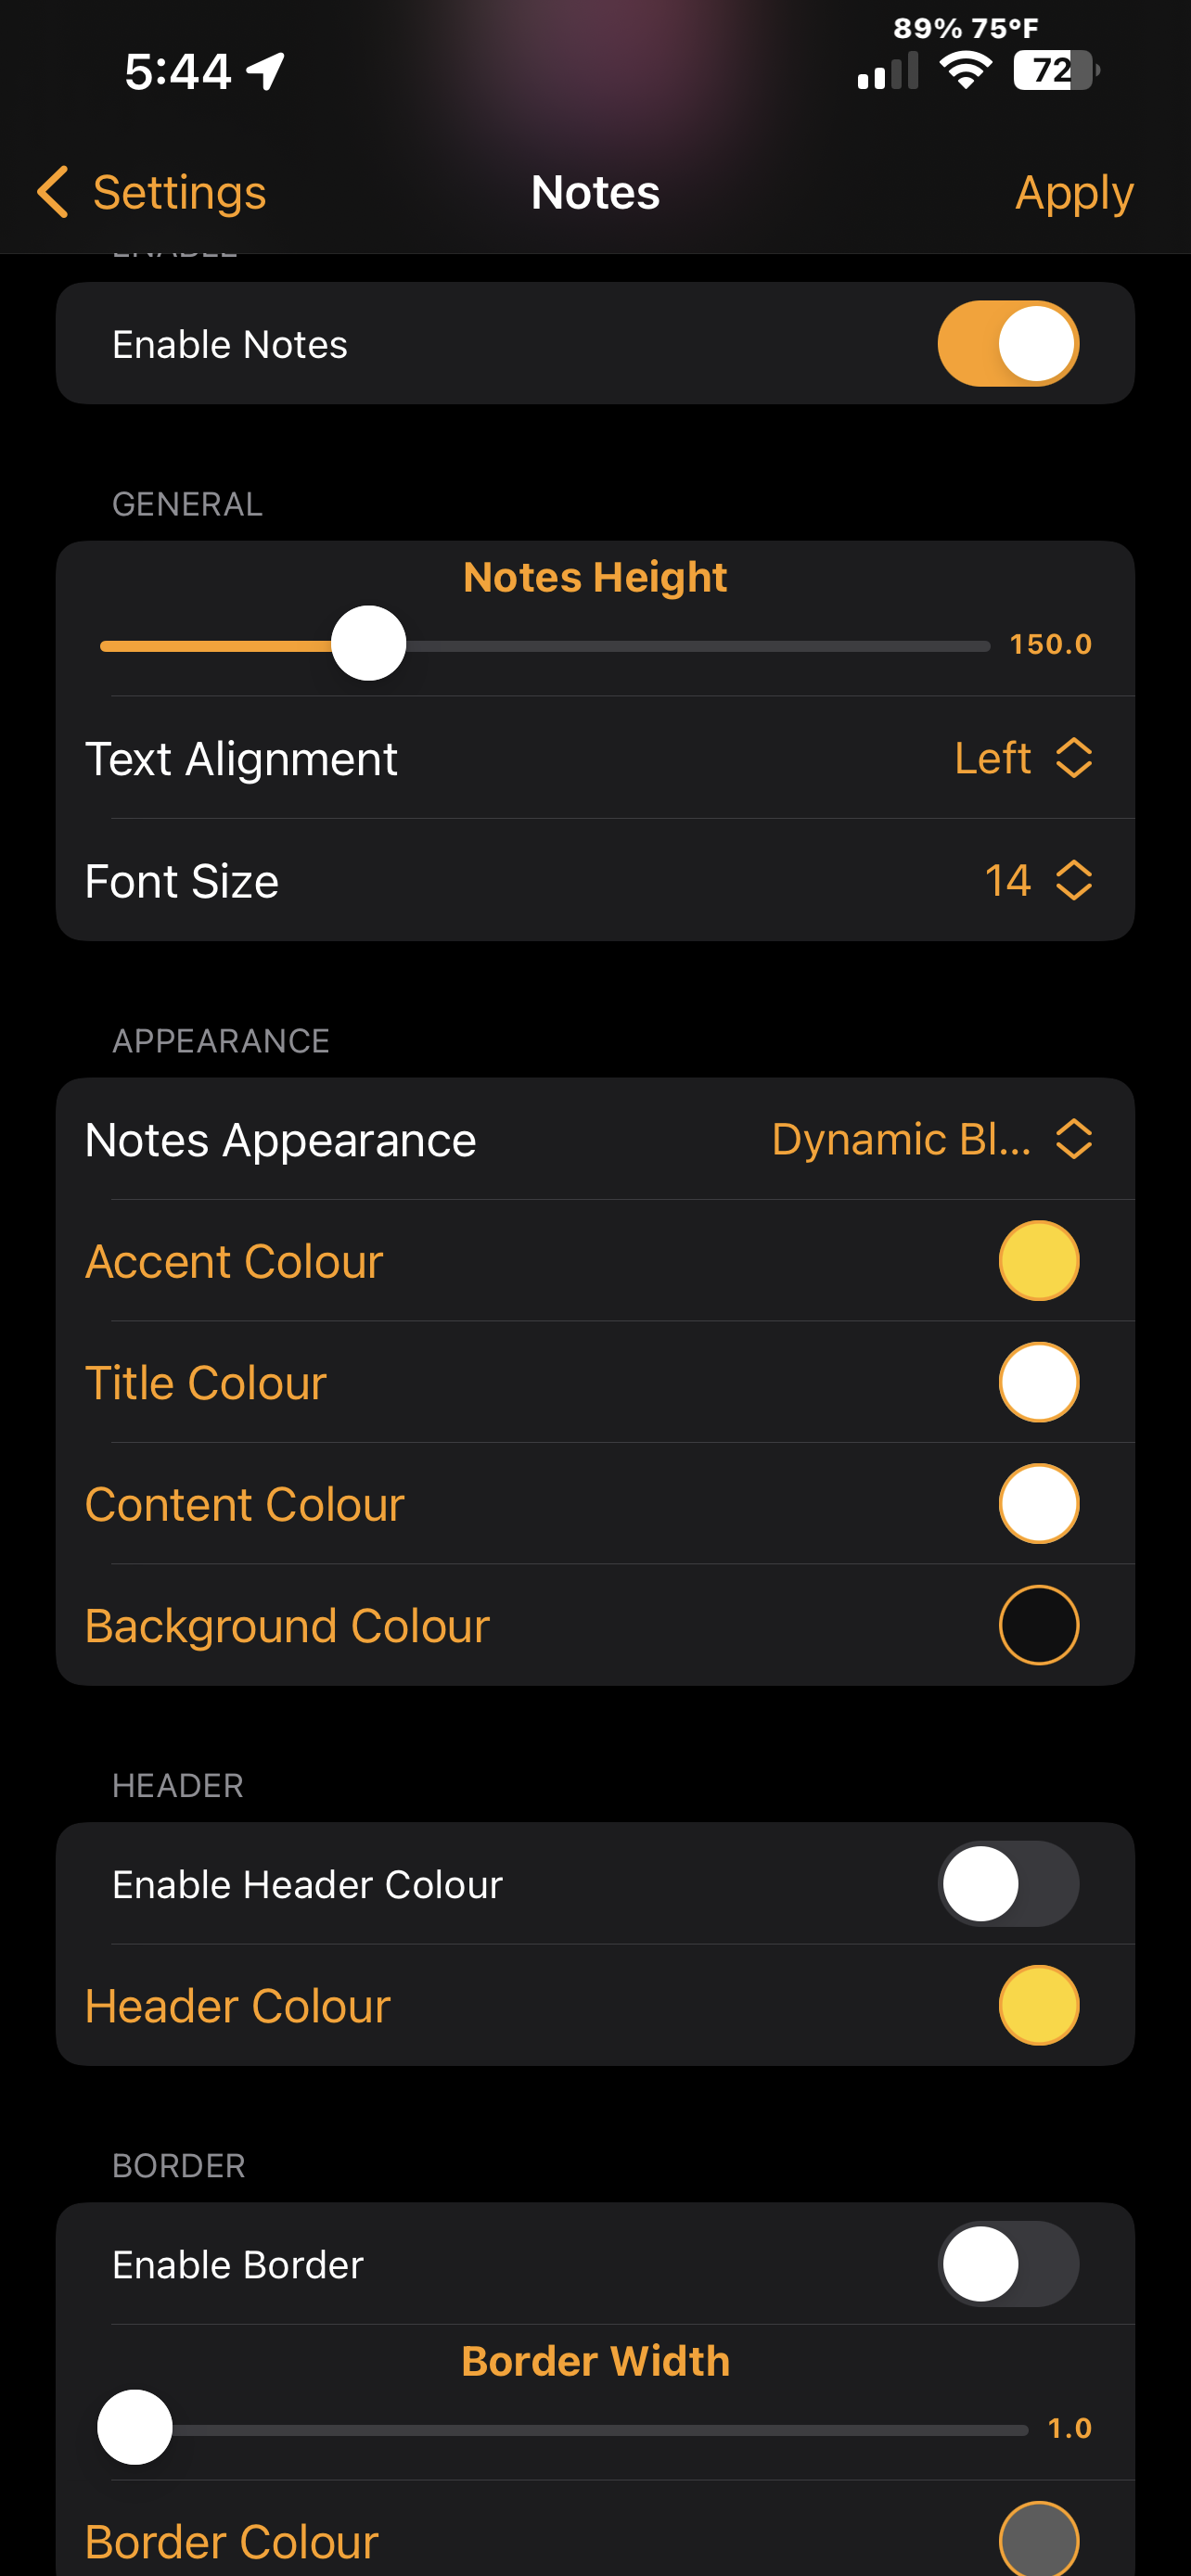 89% 75°F
5:44
72
Settings
Notes
Apply
Enable Notes
GENERAL
Notes Height
150.0
Text Alignment
Left
Font Size
14
APPEARANCE
Notes Appearance
Dynamic Bl...
Accent Colour
Title Colour
Content Colour
Background Colour
HEADER
Enable Header Colour
Header Colour
BORDER
Enable Border
Border Width
1.0
Border Colour